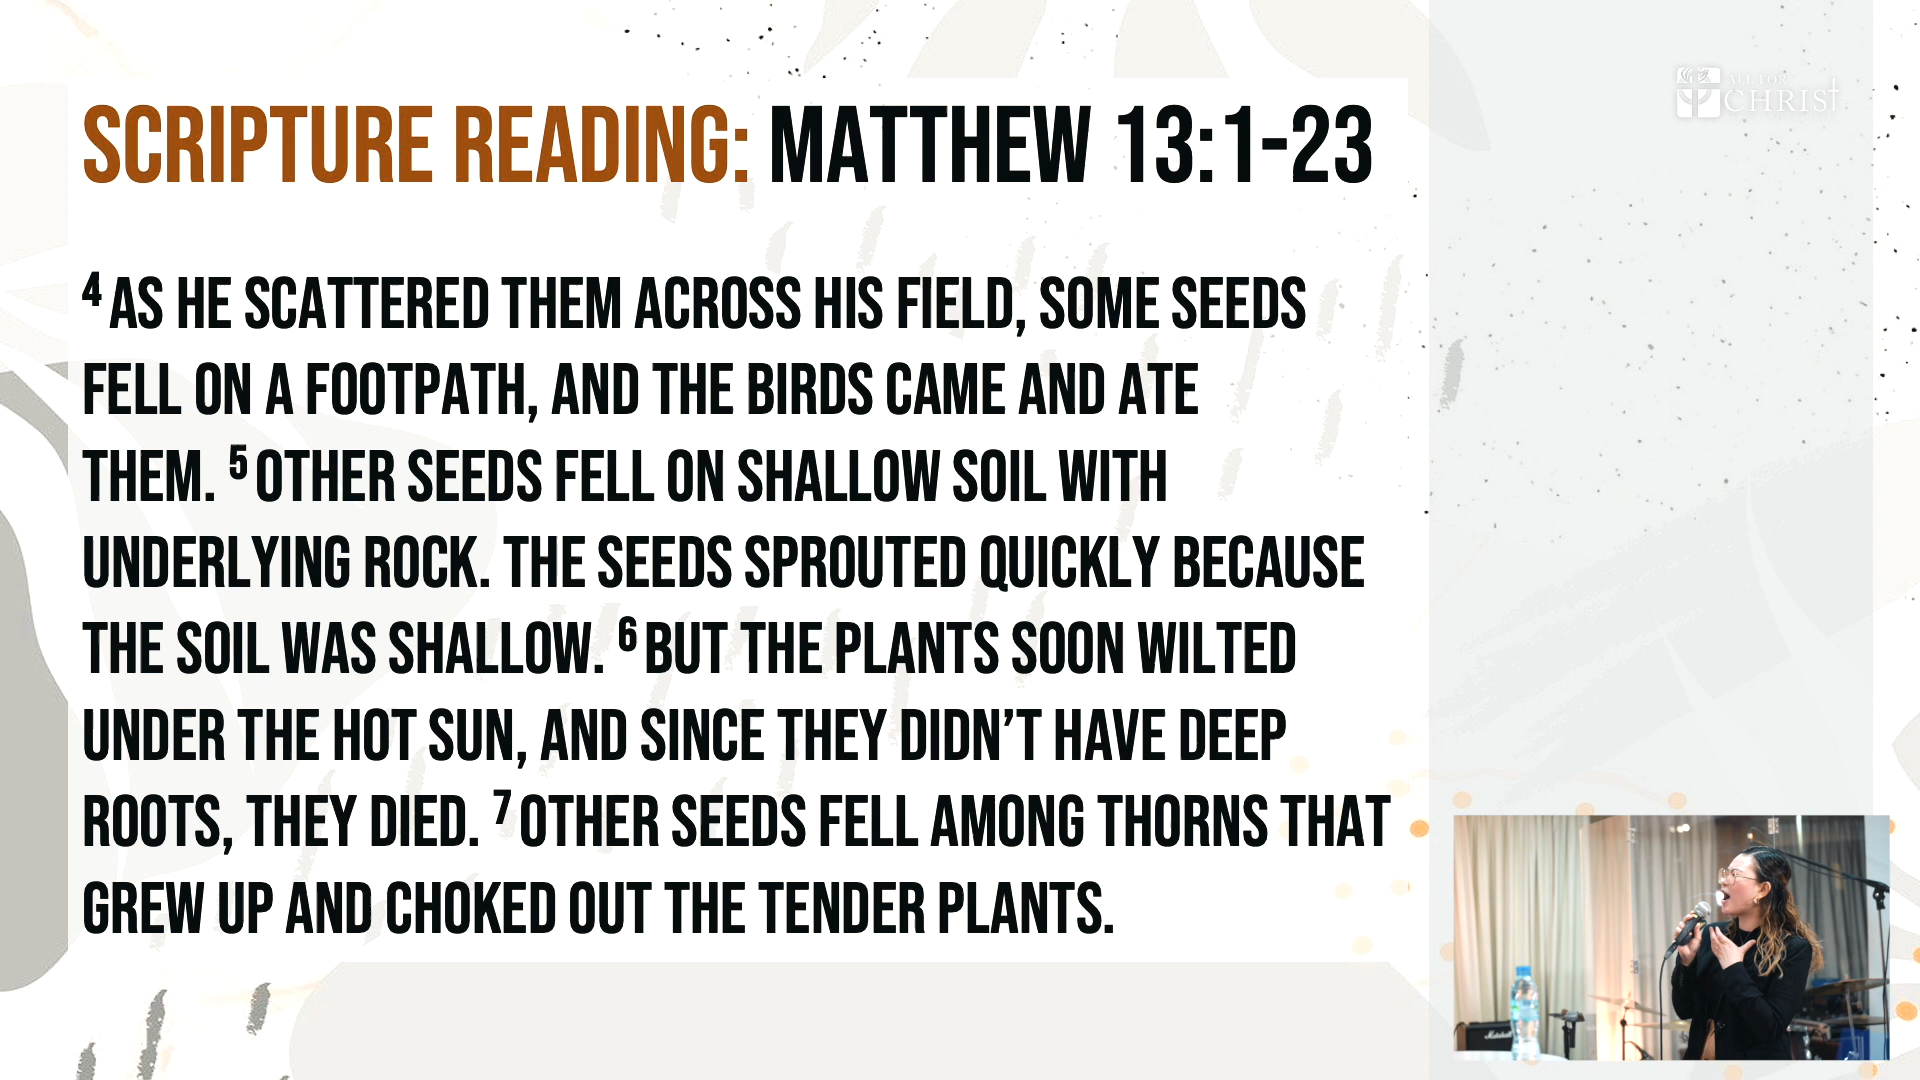 SCRIPTURE READING: MATTHEW 13:1-23
ALL FOR
CHRIST
4 AS HE SCATTERED THEM ACROSS HIS FIELD, SOME SEEDS
FELL ON A FOOTPATH, AND THE BIRDS CAME AND ATE
THEM. 5 OTHER SEEDS FELL ON SHALLOW SOIL WITH
UNDERLYING ROCK. THE SEEDS SPROUTED QUICKLY BECAUSE
THE SOIL WAS SHALLOW. 6 BUT THE PLANTS SOON WILTED
UNDER THE HOT SUN, AND SINCE THEY DIDN’T HAVE DEEP
ROOTS, THEY DIED. 7 OTHER SEEDS FELL AMONG THORNS THAT
GREW UP AND CHOKED OUT THE TENDER PLANTS.
Marshall